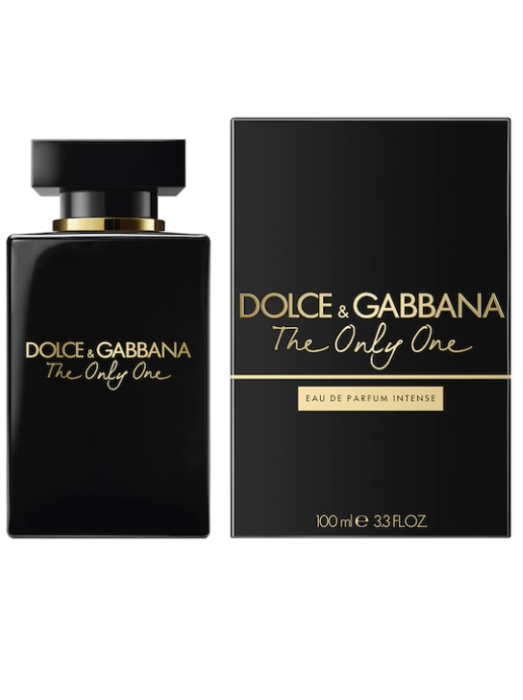 DOLCE & GABBANA
The Only One
DOLCE & GABBANA
The Only One
EAU DE PARFUM INTENSE
100 ml ℮ 3.3 FL.OZ.